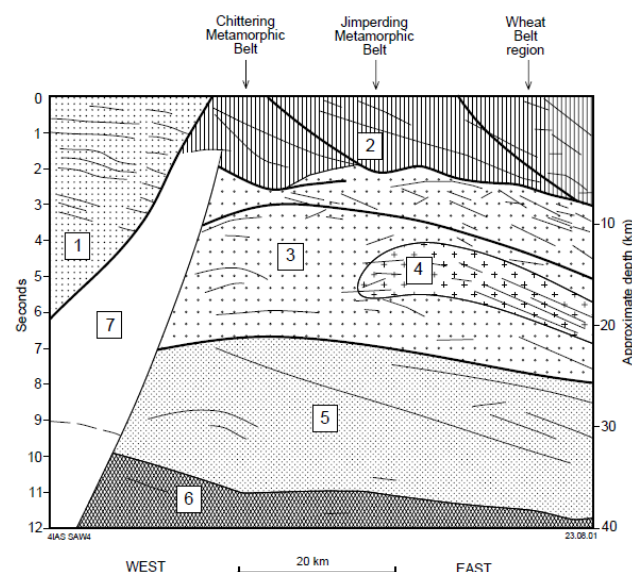 Chittering
Metamorphic
Belt
Jimperding
Metamorphic
Belt
Wheat
Belt
region
0
1
2
3
4
5
6
7
8
9
10
11
12
Seconds
1
2
3
4
5
6
7
10
20
30
40
Approximate depth (km)
4IAS SAW4
23.08.01
WEST
20 km
EAST